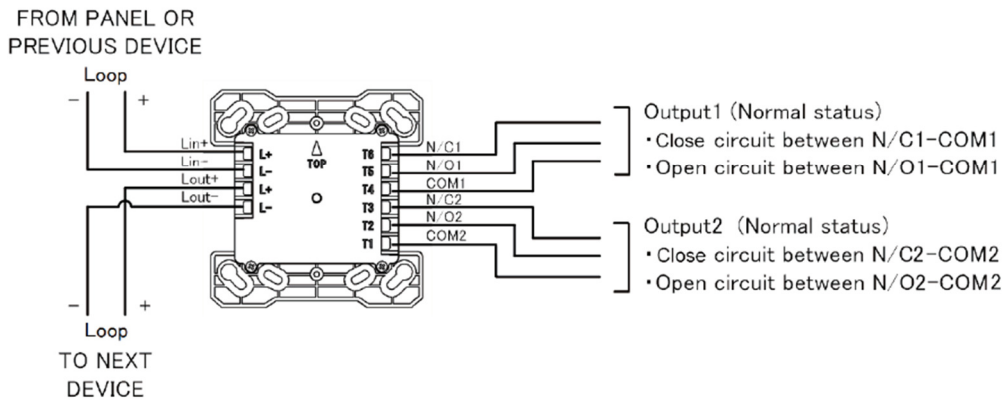 FROM PANEL OR
PREVIOUS DEVICE
Loop
- +
Lin+
Lin-
Lout+
Lout-
L+
L-
L+
L-
TOP
T6
T5
T4
T3
T2
T1
N/C1
N/O1
COM1
N/C2
N/O2
COM2
Output1 (Normal status)
・Close circuit between N/C1-COM1
・Open circuit between N/O1-COM1
Output2 (Normal status)
・Close circuit between N/C2-COM2
・Open circuit between N/O2-COM2
- +
Loop
TO NEXT
DEVICE